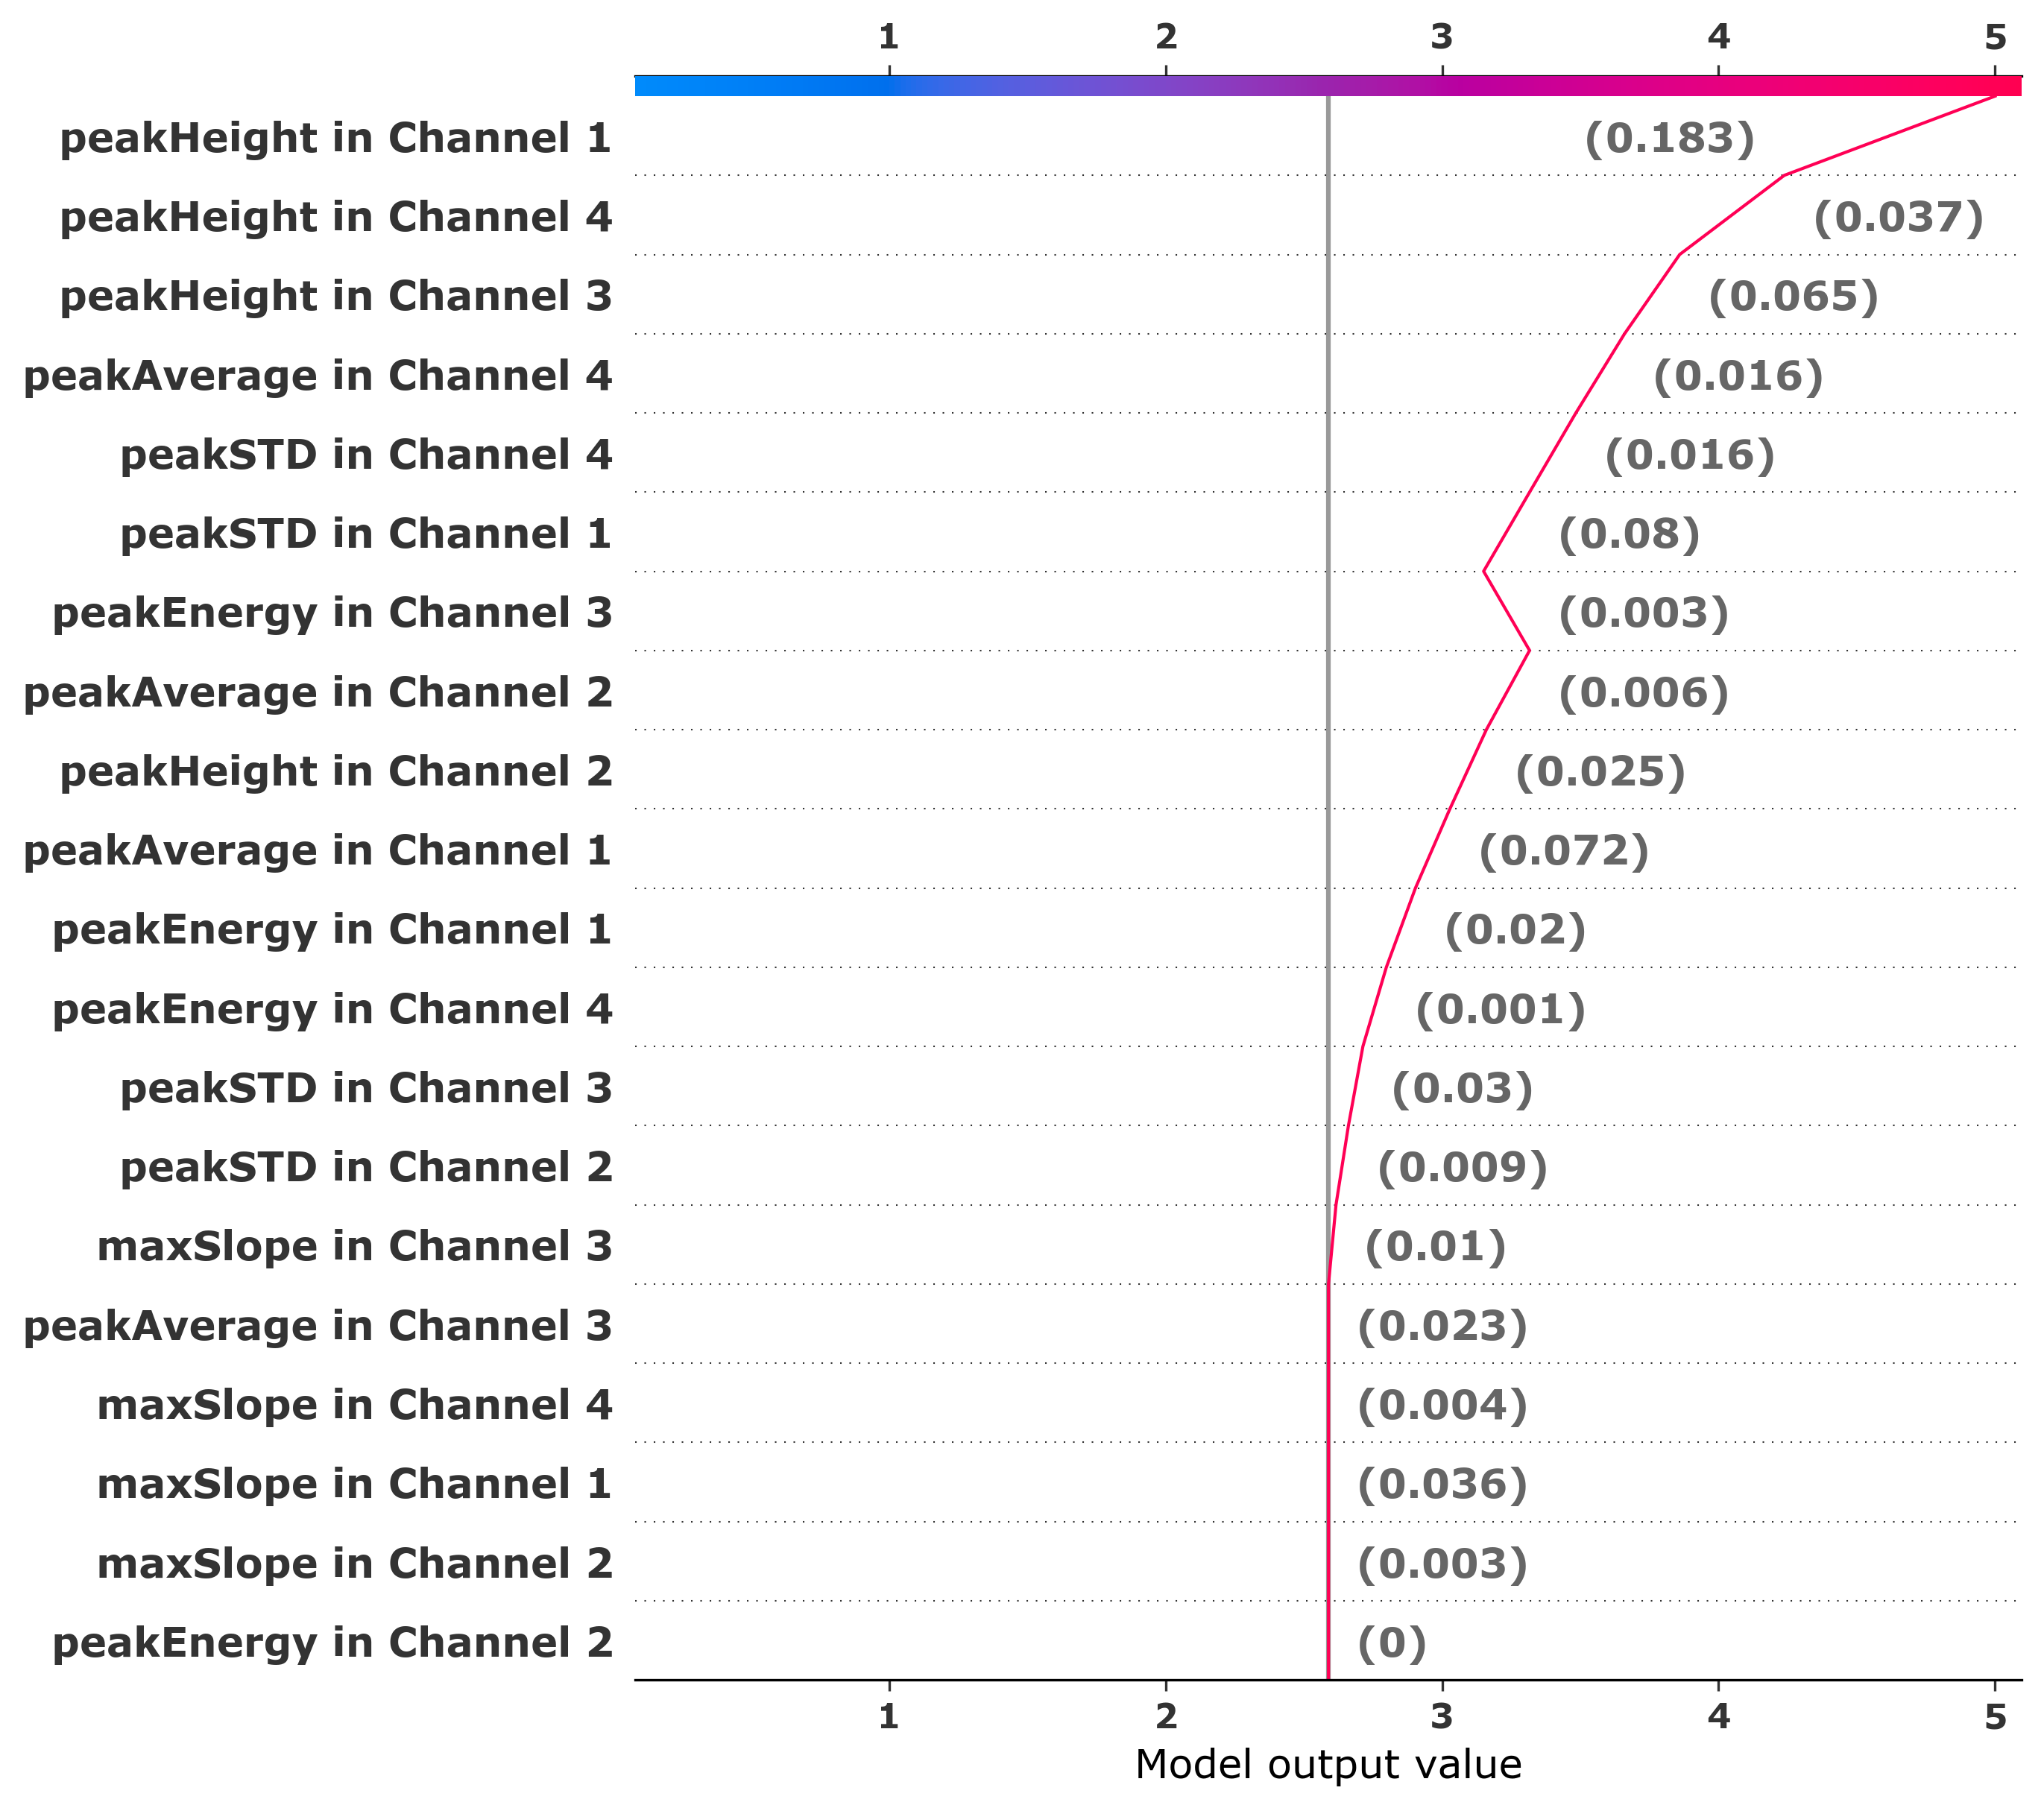 1 2 3 4 5
peakHeight in Channel 1 (0.183)
peakHeight in Channel 4 (0.037)
peakHeight in Channel 3 (0.065)
peakAverage in Channel 4 (0.016)
peakSTD in Channel 4 (0.016)
peakSTD in Channel 1 (0.08)
peakEnergy in Channel 3 (0.003)
peakAverage in Channel 2 (0.006)
peakHeight in Channel 2 (0.025)
peakAverage in Channel 1 (0.072)
peakEnergy in Channel 1 (0.02)
peakEnergy in Channel 4 (0.001)
peakSTD in Channel 3 (0.03)
peakSTD in Channel 2 (0.009)
maxSlope in Channel 3 (0.01)
peakAverage in Channel 3 (0.023)
maxSlope in Channel 4 (0.004)
maxSlope in Channel 1 (0.036)
maxSlope in Channel 2 (0.003)
peakEnergy in Channel 2 (0)
1 2 3 4 5
Model output value